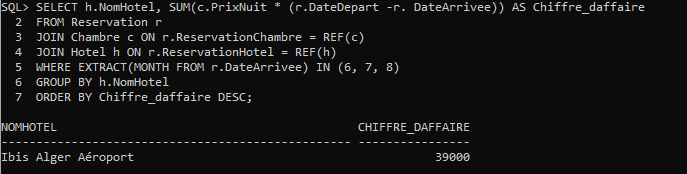 SQL> SELECT h.NomHotel, SUM(c.PrixNuit * (r.DateDepart -r. DateArrivee)) AS Chiffre_daffaire
  2  FROM Reservation r
  3  JOIN Chambre c ON r.ReservationChambre = REF(c)
  4  JOIN Hotel h ON r.ReservationHotel = REF(h)
  5  WHERE EXTRACT(MONTH FROM r.DateArrivee) IN (6, 7, 8)
  6  GROUP BY h.NomHotel
  7  ORDER BY Chiffre_daffaire DESC;
NOMHOTEL                                           CHIFFRE_DAFFAIRE
-------------------------------------------------- ----------------
Ibis Alger Aéroport                                           39000